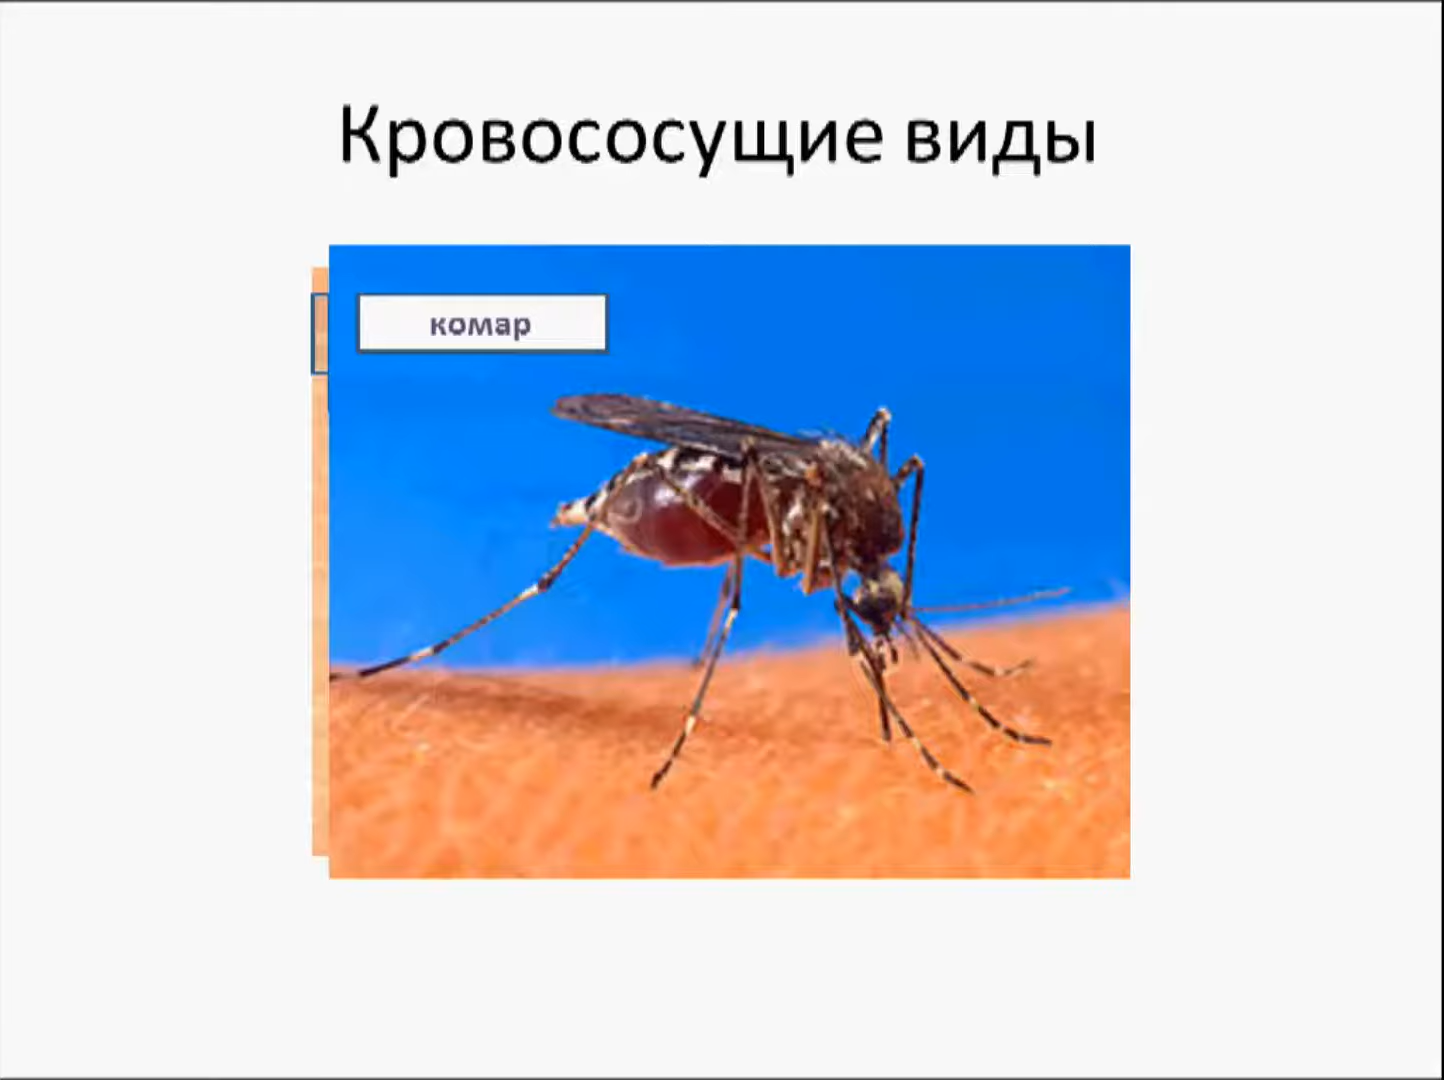 Кровососущие виды
комар